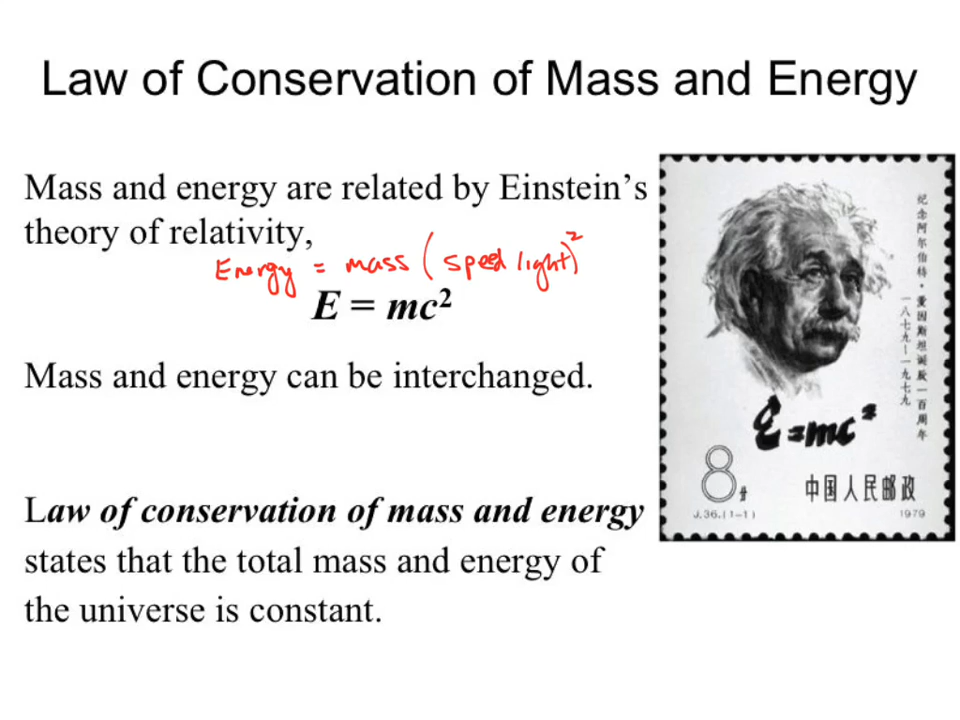 Law of Conservation of Mass and Energy
Mass and energy are related by Einstein's
theory of relativity,
Energy = mass (speed light)²
E = mc²
Mass and energy can be interchanged.
Law of conservation of mass and energy
states that the total mass and energy of
the universe is constant.
纪念阿尔伯特·爱因斯坦诞辰一百周年
一八七九—一九七九
E=mc²
8分
中国人民邮政
J.36.(1-1)
1979